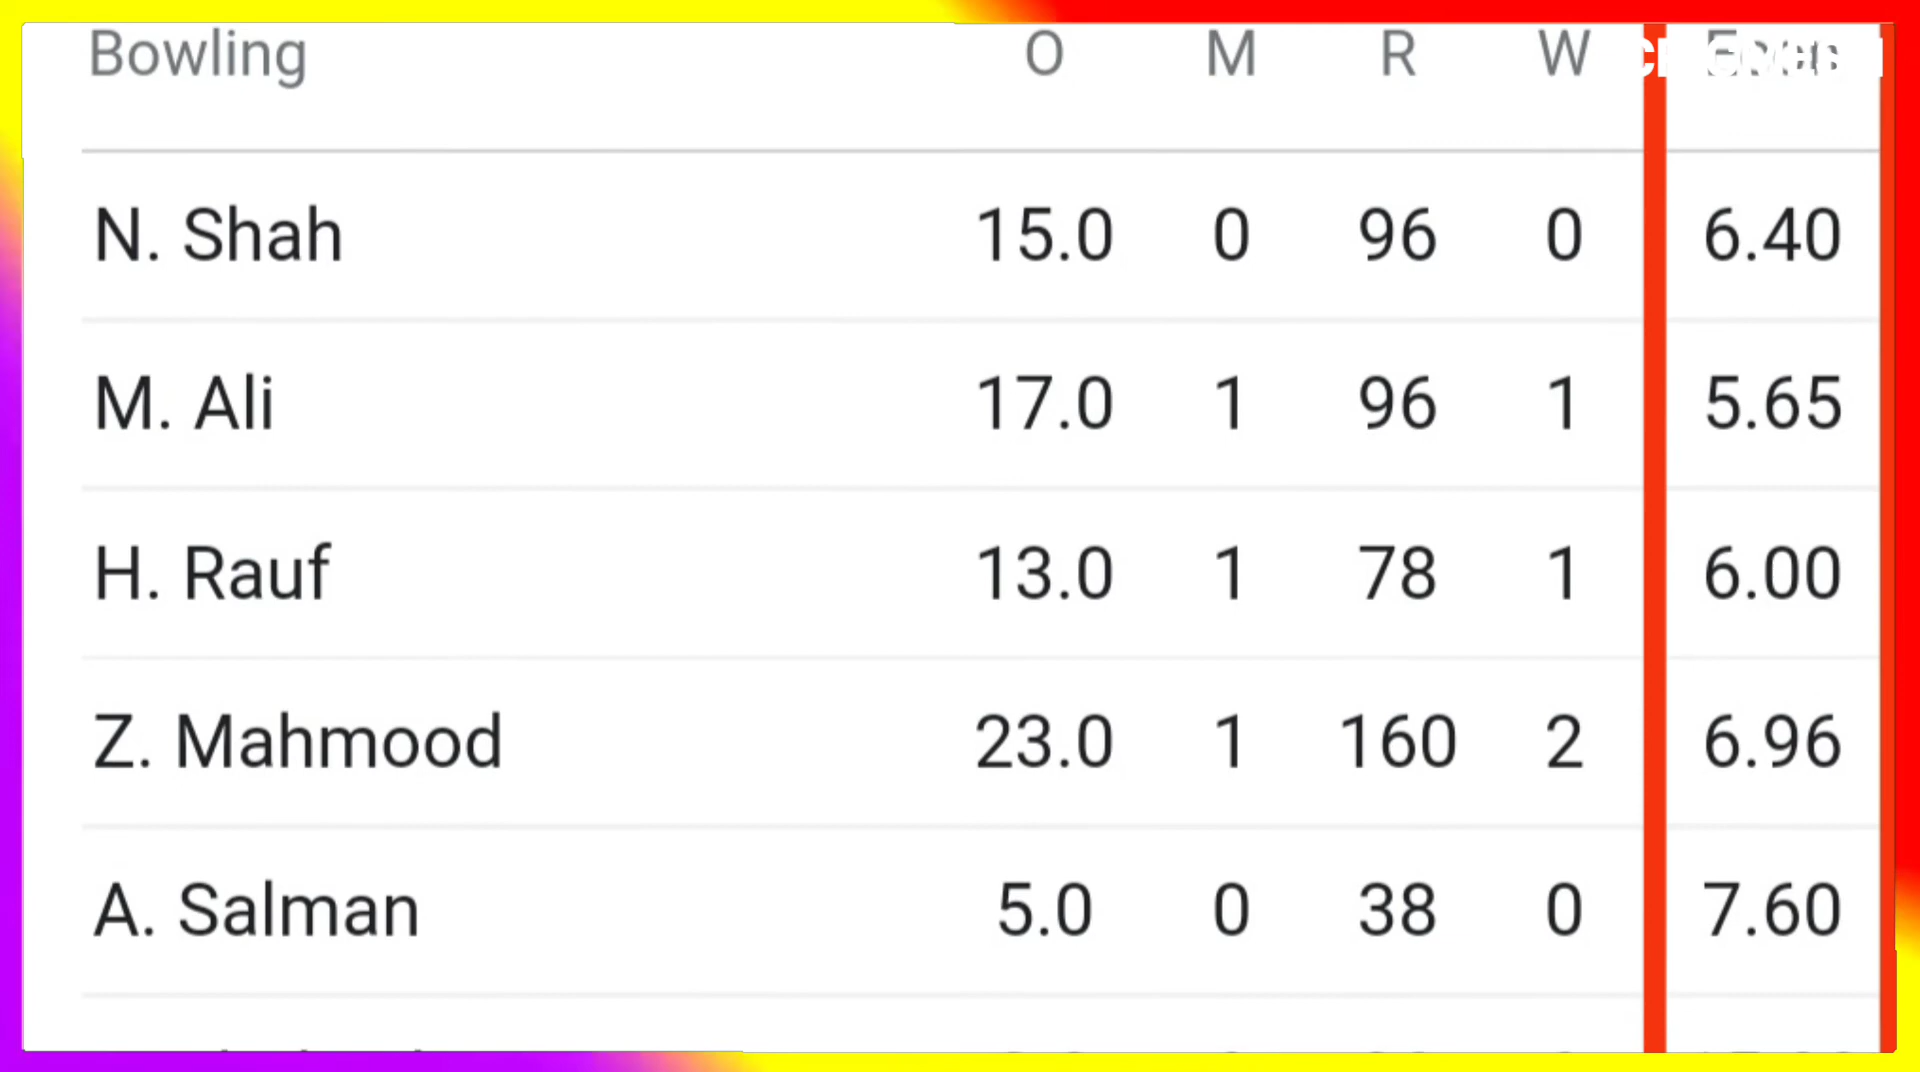 Bowling O M R W
N. Shah 15.0 0 96 0 6.40
M. Ali 17.0 1 96 1 5.65
H. Rauf 13.0 1 78 1 6.00
Z. Mahmood 23.0 1 160 2 6.96
A. Salman 5.0 0 38 0 7.60